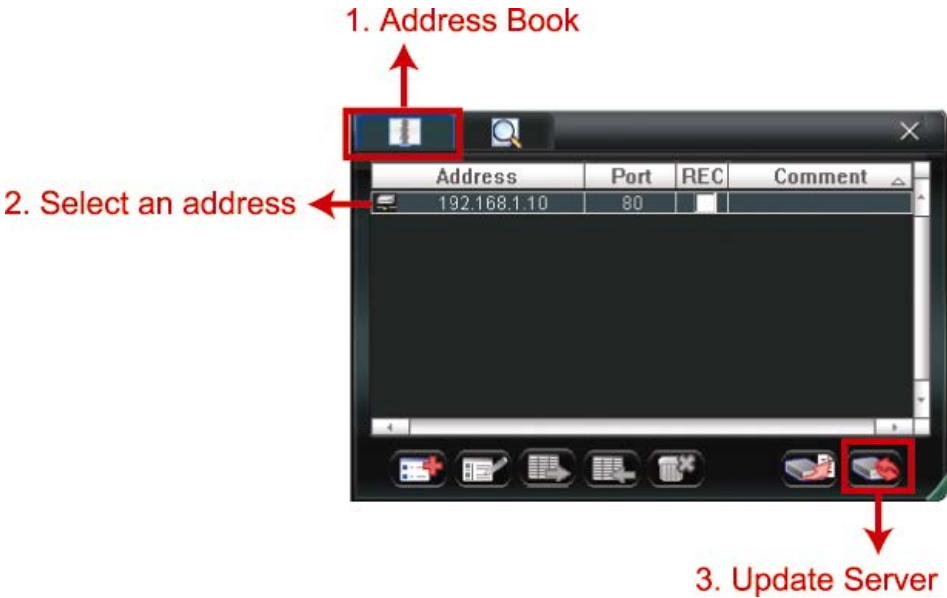 1. Address Book
Address Port REC Comment
2. Select an address
192.168.1.10 80
3. Update Server